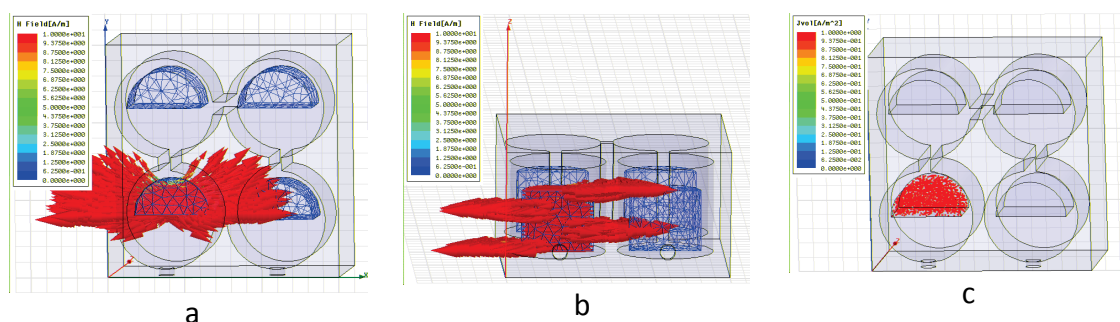 H Field[A/m]
1.0000e+001
9.3750e+000
8.7500e+000
8.1250e+000
7.5000e+000
6.8750e+000
6.2500e+000
5.6250e+000
5.0000e+000
4.3750e+000
3.7500e+000
3.1250e+000
2.5000e+000
1.8750e+000
1.2500e+000
6.2500e-001
0.0000e+000
Y
Z
X
a
H Field[A/m]
1.0000e+001
9.3750e+000
8.7500e+000
8.1250e+000
7.5000e+000
6.8750e+000
6.2500e+000
5.6250e+000
5.0000e+000
4.3750e+000
3.7500e+000
3.1250e+000
2.5000e+000
1.8750e+000
1.2500e+000
6.2500e-001
0.0000e+000
Z
b
Jvol[A/m^2]
1.0000e+000
9.3750e-001
8.7500e-001
8.1250e-001
7.5000e-001
6.8750e-001
6.2500e-001
5.6250e-001
5.0000e-001
4.3750e-001
3.7500e-001
3.1250e-001
2.5000e-001
1.8750e-001
1.2500e-001
6.2500e-002
0.0000e+000
Z
c